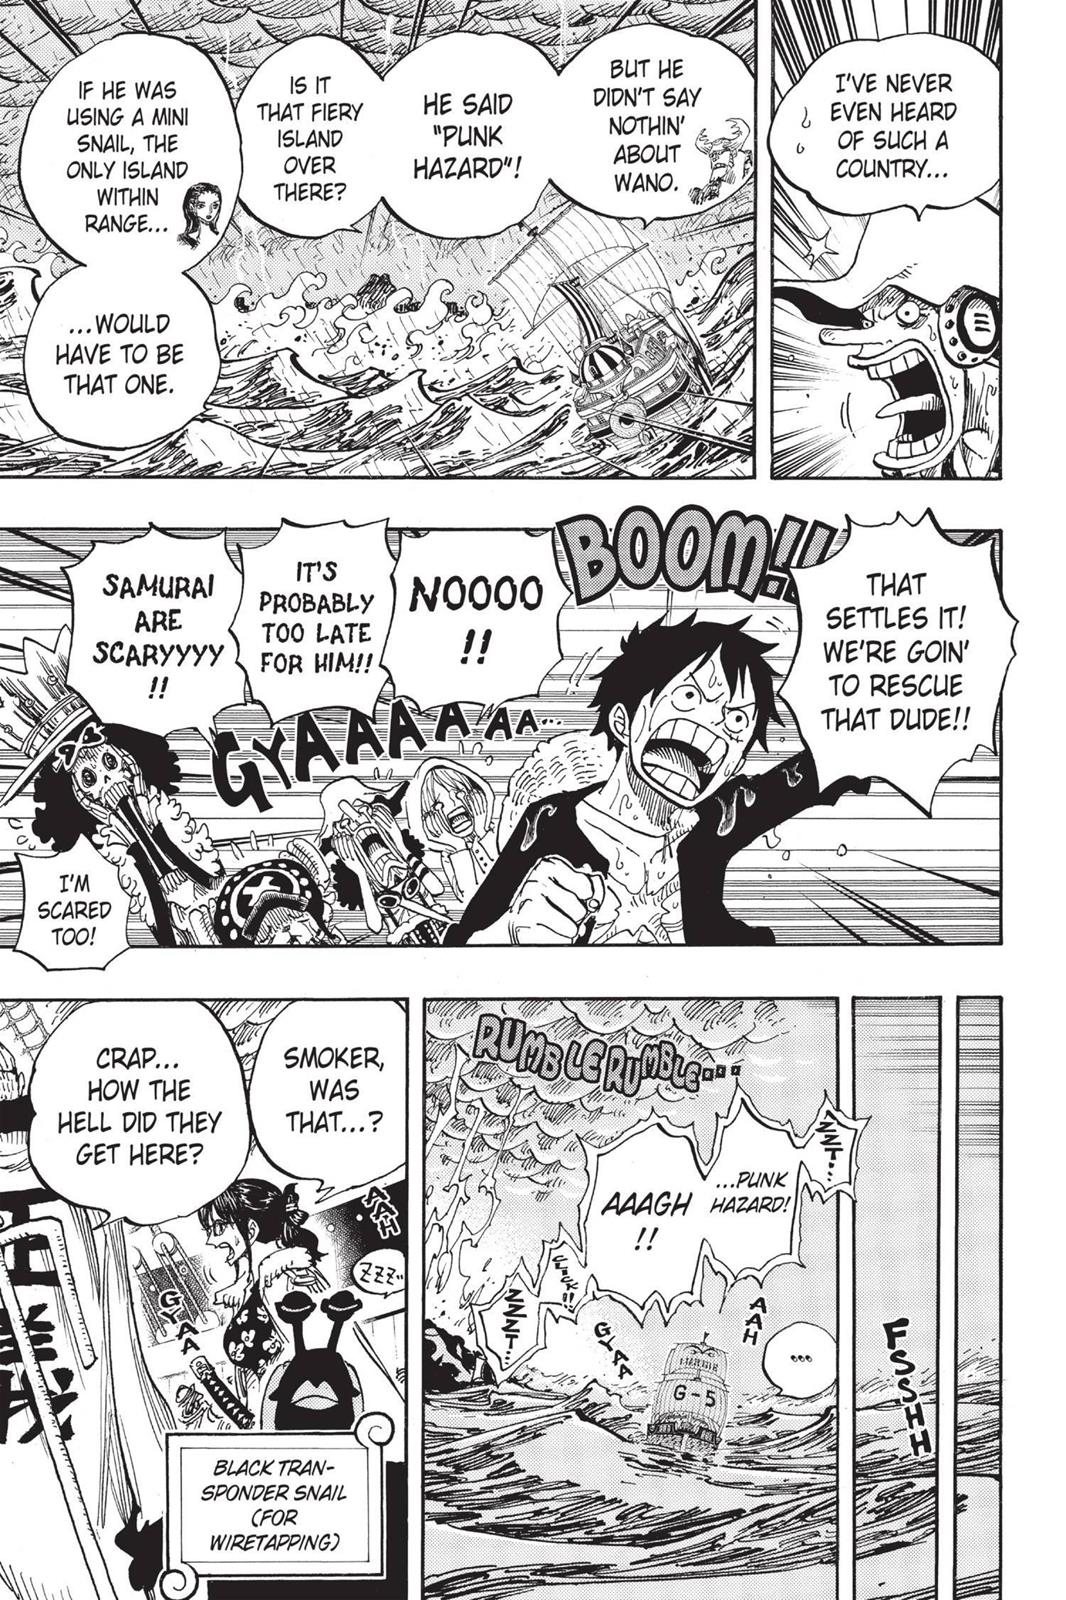 I'VE NEVER
EVEN HEARD
OF SUCH A
COUNTRY...
BUT HE
DIDN'T SAY
NOTHIN'
ABOUT
WANO.
HE SAID
"PUNK
HAZARD"!
IS IT
THAT FIERY
ISLAND
OVER
THERE?
IF HE WAS
USING A MINI
SNAIL, THE
ONLY ISLAND
WITHIN
RANGE...
...WOULD
HAVE TO BE
THAT ONE.
THAT
SETTLES IT!
WE'RE GOIN'
TO RESCUE
THAT DUDE!!
BOOM!!
NOOOO
!!
IT'S
PROBABLY
TOO LATE
FOR HIM!!
SAMURAI
ARE
SCARYYYY
!!
GYAAAAAAA...
I'M
SCARED
TOO!
FSSHH
RUMBLE RUMBLE...
ZZZT...
...PUNK
HAZARD!
AAAGH
!!
CLICK!!
ZZZT...
GYAA
AAH
...
MARINE
G-5
SMOKER,
WAS
THAT...?
CRAP...
HOW THE
HELL DID THEY
GET HERE?
AAH
ZZZ..
GYAA
正義
BLACK TRAN-
SPONDER SNAIL
(FOR
WIRETAPPING)